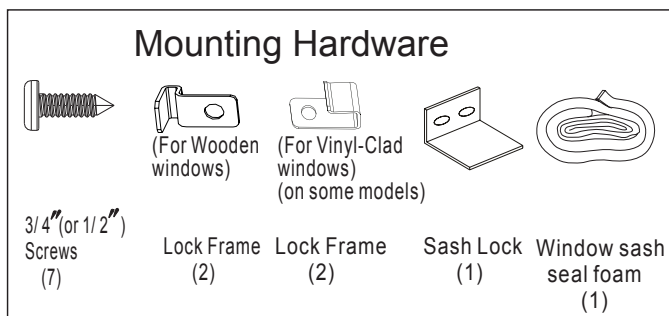 Mounting Hardware
(For Wooden
windows)
(For Vinyl-Clad
windows)
(on some models)
3/4"(or 1/2")
Screws
(7)
Lock Frame
(2)
Lock Frame
(2)
Sash Lock
(1)
Window sash
seal foam
(1)